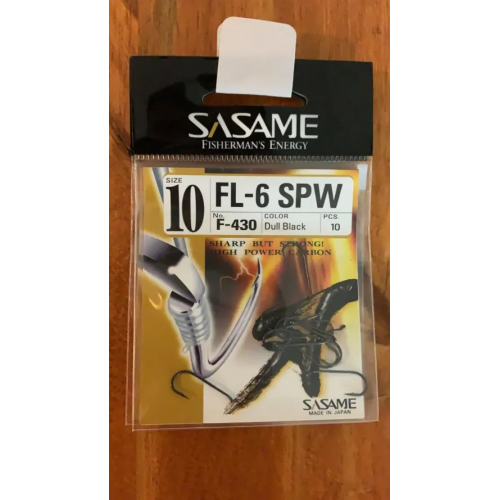 SASAME
FISHERMAN'S ENERGY
SIZE
10
FL-6 SPW
No. COLOR PCS
F-430 Dull Black 10
SHARP BUT STRONG!
HIGH POWER CARBON
SASAME
MADE IN JAPAN